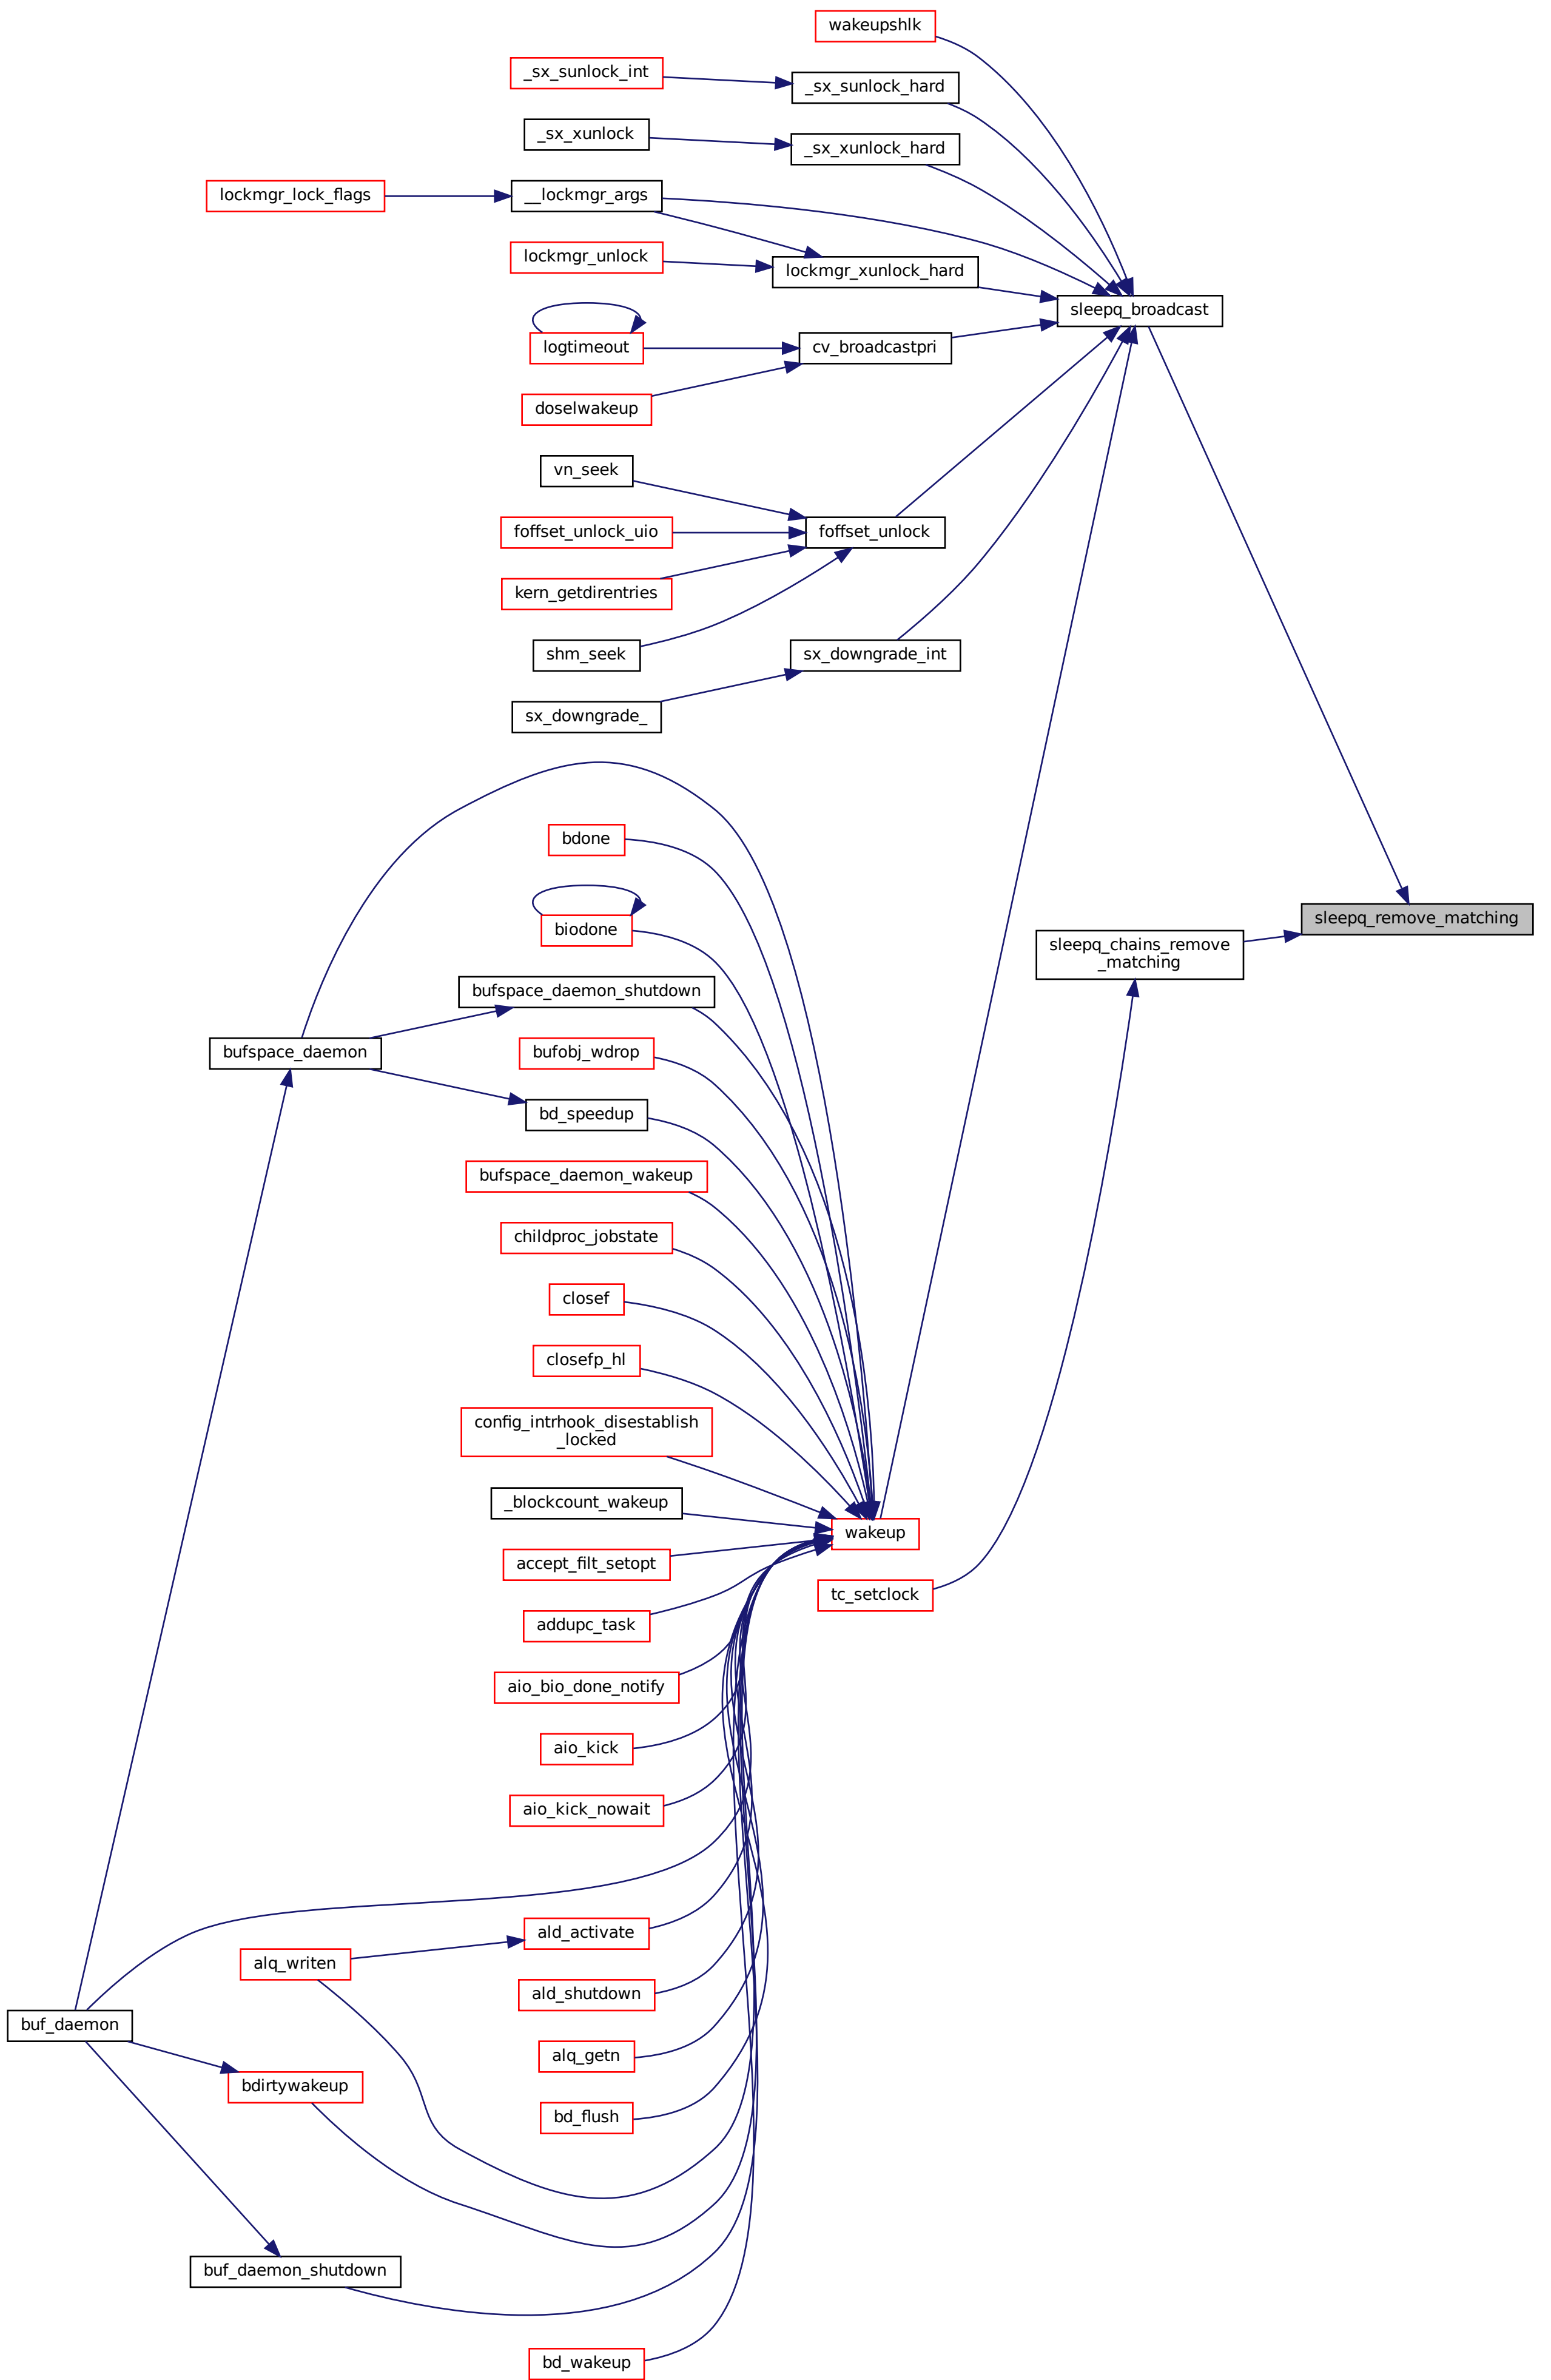 wakeupshlk
_sx_sunlock_int
_sx_sunlock_hard
_sx_xunlock
_sx_xunlock_hard
lockmgr_lock_flags
__lockmgr_args
lockmgr_unlock
lockmgr_xunlock_hard
sleepq_broadcast
logtimeout
cv_broadcastpri
doselwakeup
vn_seek
foffset_unlock_uio
foffset_unlock
kern_getdirentries
shm_seek
sx_downgrade_int
sx_downgrade_
bdone
sleepq_remove_matching
biodone
sleepq_chains_remove
_matching
bufspace_daemon_shutdown
bufspace_daemon
bufobj_wdrop
bd_speedup
bufspace_daemon_wakeup
childproc_jobstate
closef
closefp_hl
config_intrhook_disestablish
_locked
_blockcount_wakeup
wakeup
accept_filt_setopt
tc_setclock
addupc_task
aio_bio_done_notify
aio_kick
aio_kick_nowait
ald_activate
alq_writen
ald_shutdown
buf_daemon
alq_getn
bdirtywakeup
bd_flush
buf_daemon_shutdown
bd_wakeup